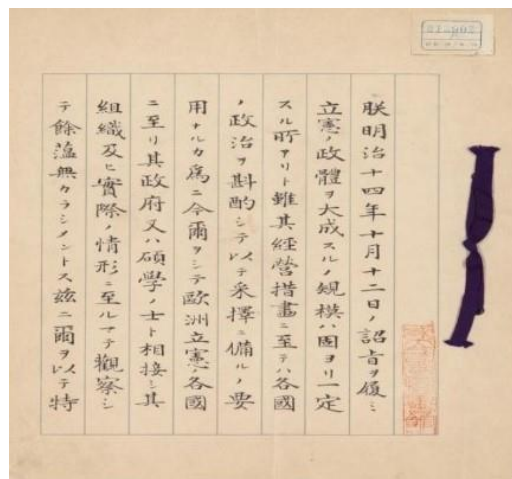 朕明治十四年十月十二日ノ詔旨ヲ履ミ
立憲ノ政體ヲ大成スルノ規模ハ固ヨリ一定
スル所アリト雖其經營措畫ニ至テハ各國
ノ政治ヲ斟酌シテ以テ采擇ニ備ルノ要
用ナルカ爲ニ今爾ヲシテ歐洲立憲ノ各國
ニ至リ其政府又ハ碩學ノ士ト相接シ其
組織及ヒ實際ノ情形ニ至ルマテ觀察シ
テ餘蘊無カラシメントス茲ニ爾ヲ以テ特